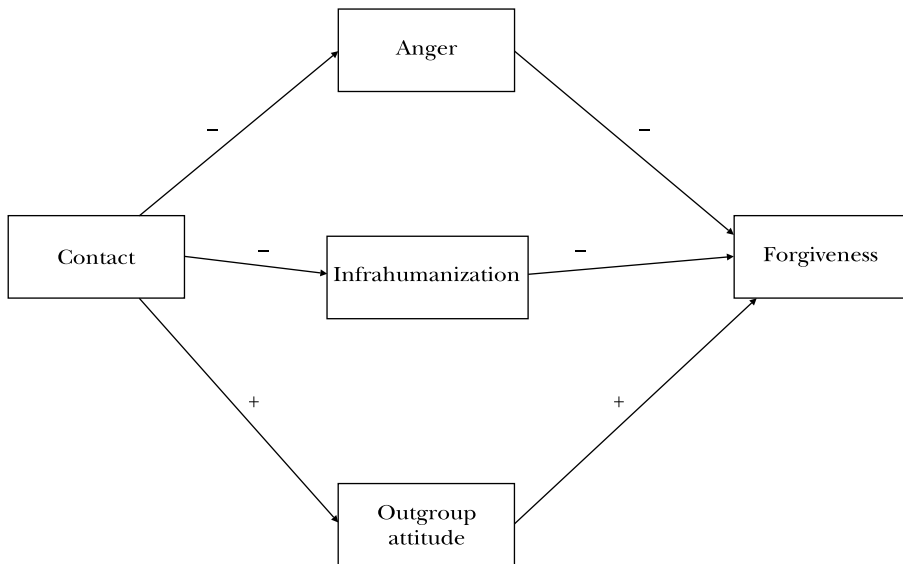 Anger
−
−
Contact
−
Infrahumanization
−
Forgiveness
+
+
Outgroup
attitude